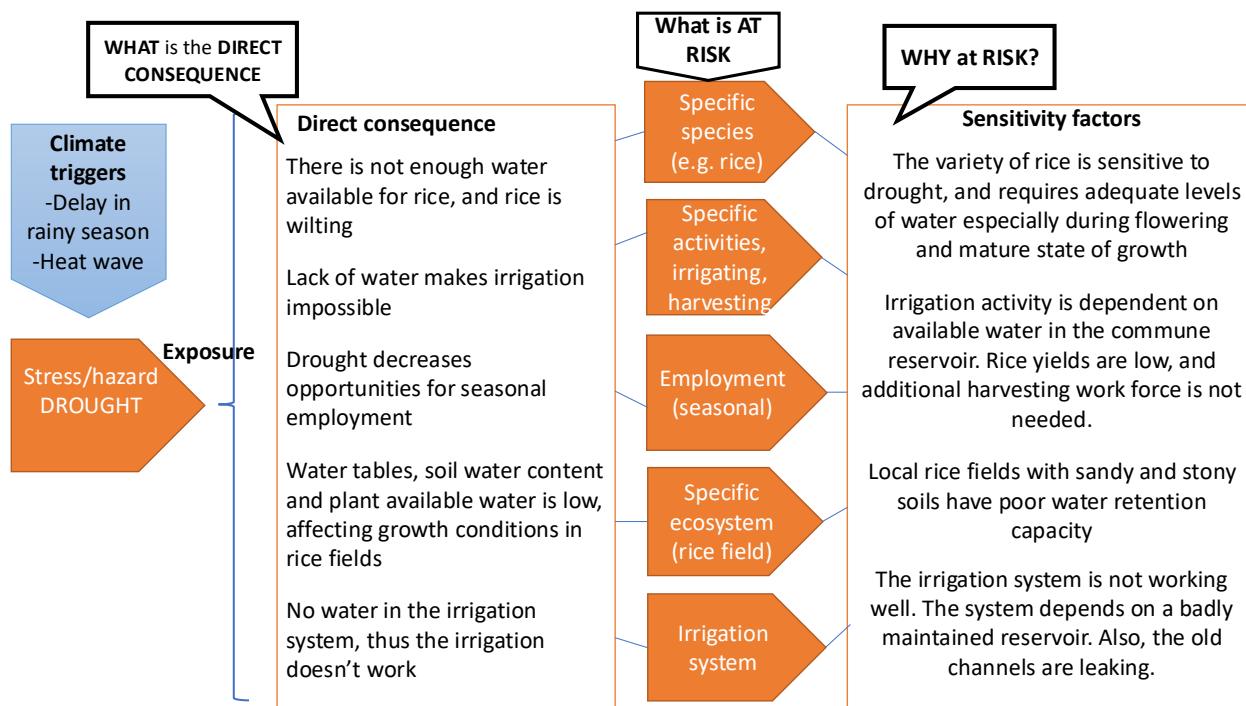 WHAT is the DIRECT
CONSEQUENCE
What is AT
RISK
WHY at RISK?
Climate
triggers
-Delay in
rainy season
-Heat wave
Stress/hazard
DROUGHT
Exposure
Direct consequence
There is not enough water
available for rice, and rice is
wilting
Lack of water makes irrigation
impossible
Drought decreases
opportunities for seasonal
employment
Water tables, soil water content
and plant available water is low,
affecting growth conditions in
rice fields
No water in the irrigation
system, thus the irrigation
doesn’t work
Specific
species
(e.g. rice)
Specific
activities,
irrigating,
harvesting
Employment
(seasonal)
Specific
ecosystem
(rice field)
Irrigation
system
Sensitivity factors
The variety of rice is sensitive to
drought, and requires adequate levels
of water especially during flowering
and mature state of growth
Irrigation activity is dependent on
available water in the commune
reservoir. Rice yields are low, and
additional harvesting work force is not
needed.
Local rice fields with sandy and stony
soils have poor water retention
capacity
The irrigation system is not working
well. The system depends on a badly
maintained reservoir. Also, the old
channels are leaking.